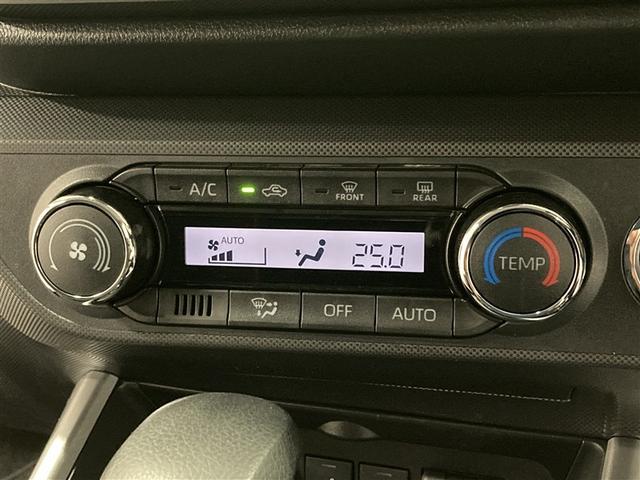 A/C
FRONT
REAR
AUTO
25.0
TEMP
OFF
AUTO